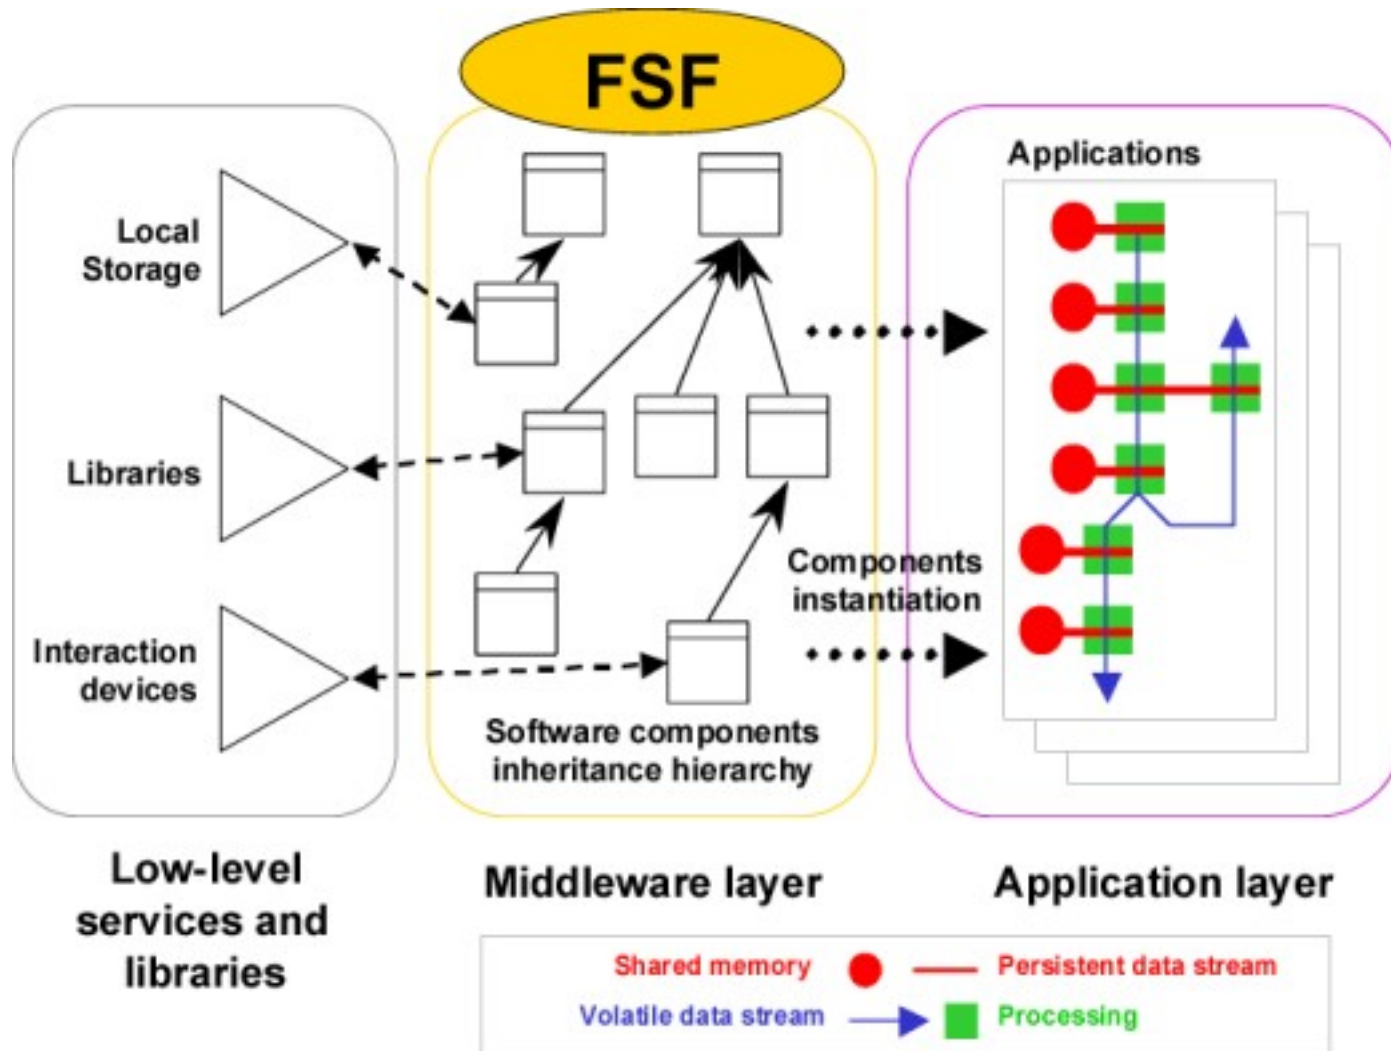 FSF
Applications
Local
Storage
Libraries
Components
instantiation
Interaction
devices
Software components
inheritance hierarchy
Low-level
services and
libraries
Middleware layer
Application layer
Shared memory
Persistent data stream
Volatile data stream
Processing